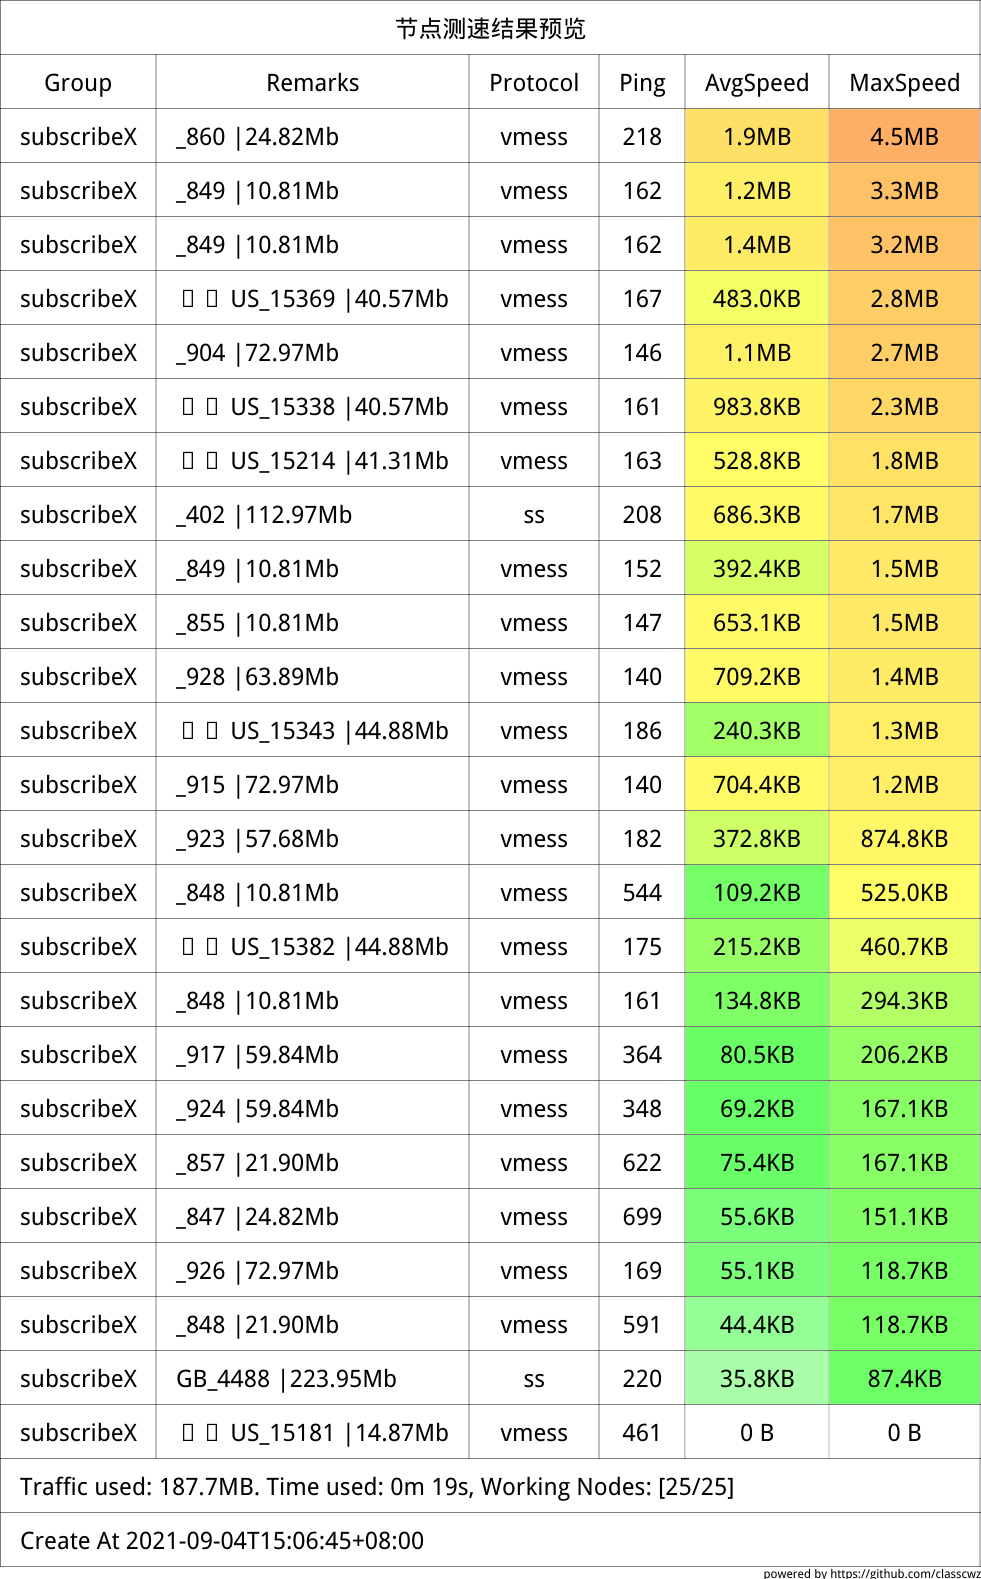 节点测速结果预览
Group Remarks Protocol Ping AvgSpeed MaxSpeed
subscribeX _860 |24.82Mb vmess 218 1.9MB 4.5MB
subscribeX _849 |10.81Mb vmess 162 1.2MB 3.3MB
subscribeX _849 |10.81Mb vmess 162 1.4MB 3.2MB
subscribeX US_15369 |40.57Mb vmess 167 483.0KB 2.8MB
subscribeX _904 |72.97Mb vmess 146 1.1MB 2.7MB
subscribeX US_15338 |40.57Mb vmess 161 983.8KB 2.3MB
subscribeX US_15214 |41.31Mb vmess 163 528.8KB 1.8MB
subscribeX _402 |112.97Mb ss 208 686.3KB 1.7MB
subscribeX _849 |10.81Mb vmess 152 392.4KB 1.5MB
subscribeX _855 |10.81Mb vmess 147 653.1KB 1.5MB
subscribeX _928 |63.89Mb vmess 140 709.2KB 1.4MB
subscribeX US_15343 |44.88Mb vmess 186 240.3KB 1.3MB
subscribeX _915 |72.97Mb vmess 140 704.4KB 1.2MB
subscribeX _923 |57.68Mb vmess 182 372.8KB 874.8KB
subscribeX _848 |10.81Mb vmess 544 109.2KB 525.0KB
subscribeX US_15382 |44.88Mb vmess 175 215.2KB 460.7KB
subscribeX _848 |10.81Mb vmess 161 134.8KB 294.3KB
subscribeX _917 |59.84Mb vmess 364 80.5KB 206.2KB
subscribeX _924 |59.84Mb vmess 348 69.2KB 167.1KB
subscribeX _857 |21.90Mb vmess 622 75.4KB 167.1KB
subscribeX _847 |24.82Mb vmess 699 55.6KB 151.1KB
subscribeX _926 |72.97Mb vmess 169 55.1KB 118.7KB
subscribeX _848 |21.90Mb vmess 591 44.4KB 118.7KB
subscribeX GB_4488 |223.95Mb ss 220 35.8KB 87.4KB
subscribeX US_15181 |14.87Mb vmess 461 0 B 0 B
Traffic used: 187.7MB. Time used: 0m 19s, Working Nodes: [25/25]
Create At 2021-09-04T15:06:45+08:00
powered by https://github.com/classcwz